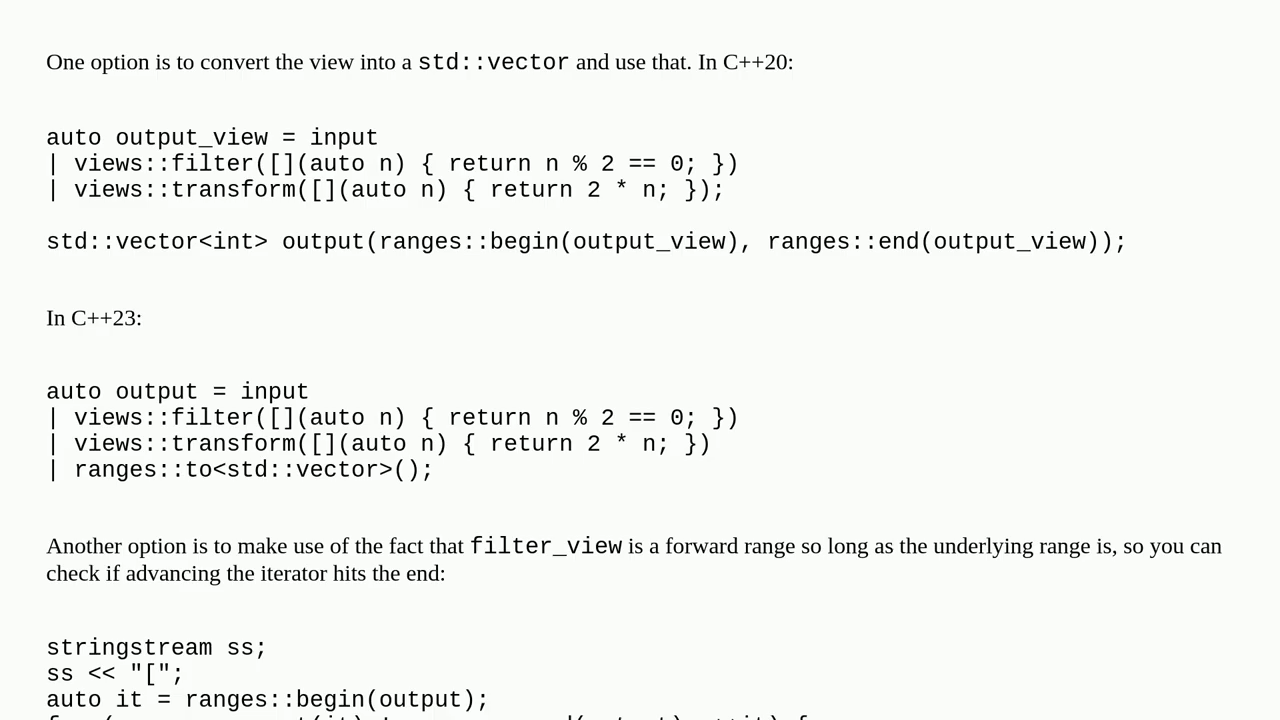 One option is to convert the view into a std::vector and use that. In C++20:
auto output_view = input
| views::filter([](auto n) { return n % 2 == 0; })
| views::transform([](auto n) { return 2 * n; });
std::vector<int> output(ranges::begin(output_view), ranges::end(output_view));
In C++23:
auto output = input
| views::filter([](auto n) { return n % 2 == 0; })
| views::transform([](auto n) { return 2 * n; })
| ranges::to<std::vector>();
Another option is to make use of the fact that filter_view is a forward range so long as the underlying range is, so you can
check if advancing the iterator hits the end:
stringstream ss;
ss << "[";
auto it = ranges::begin(output);